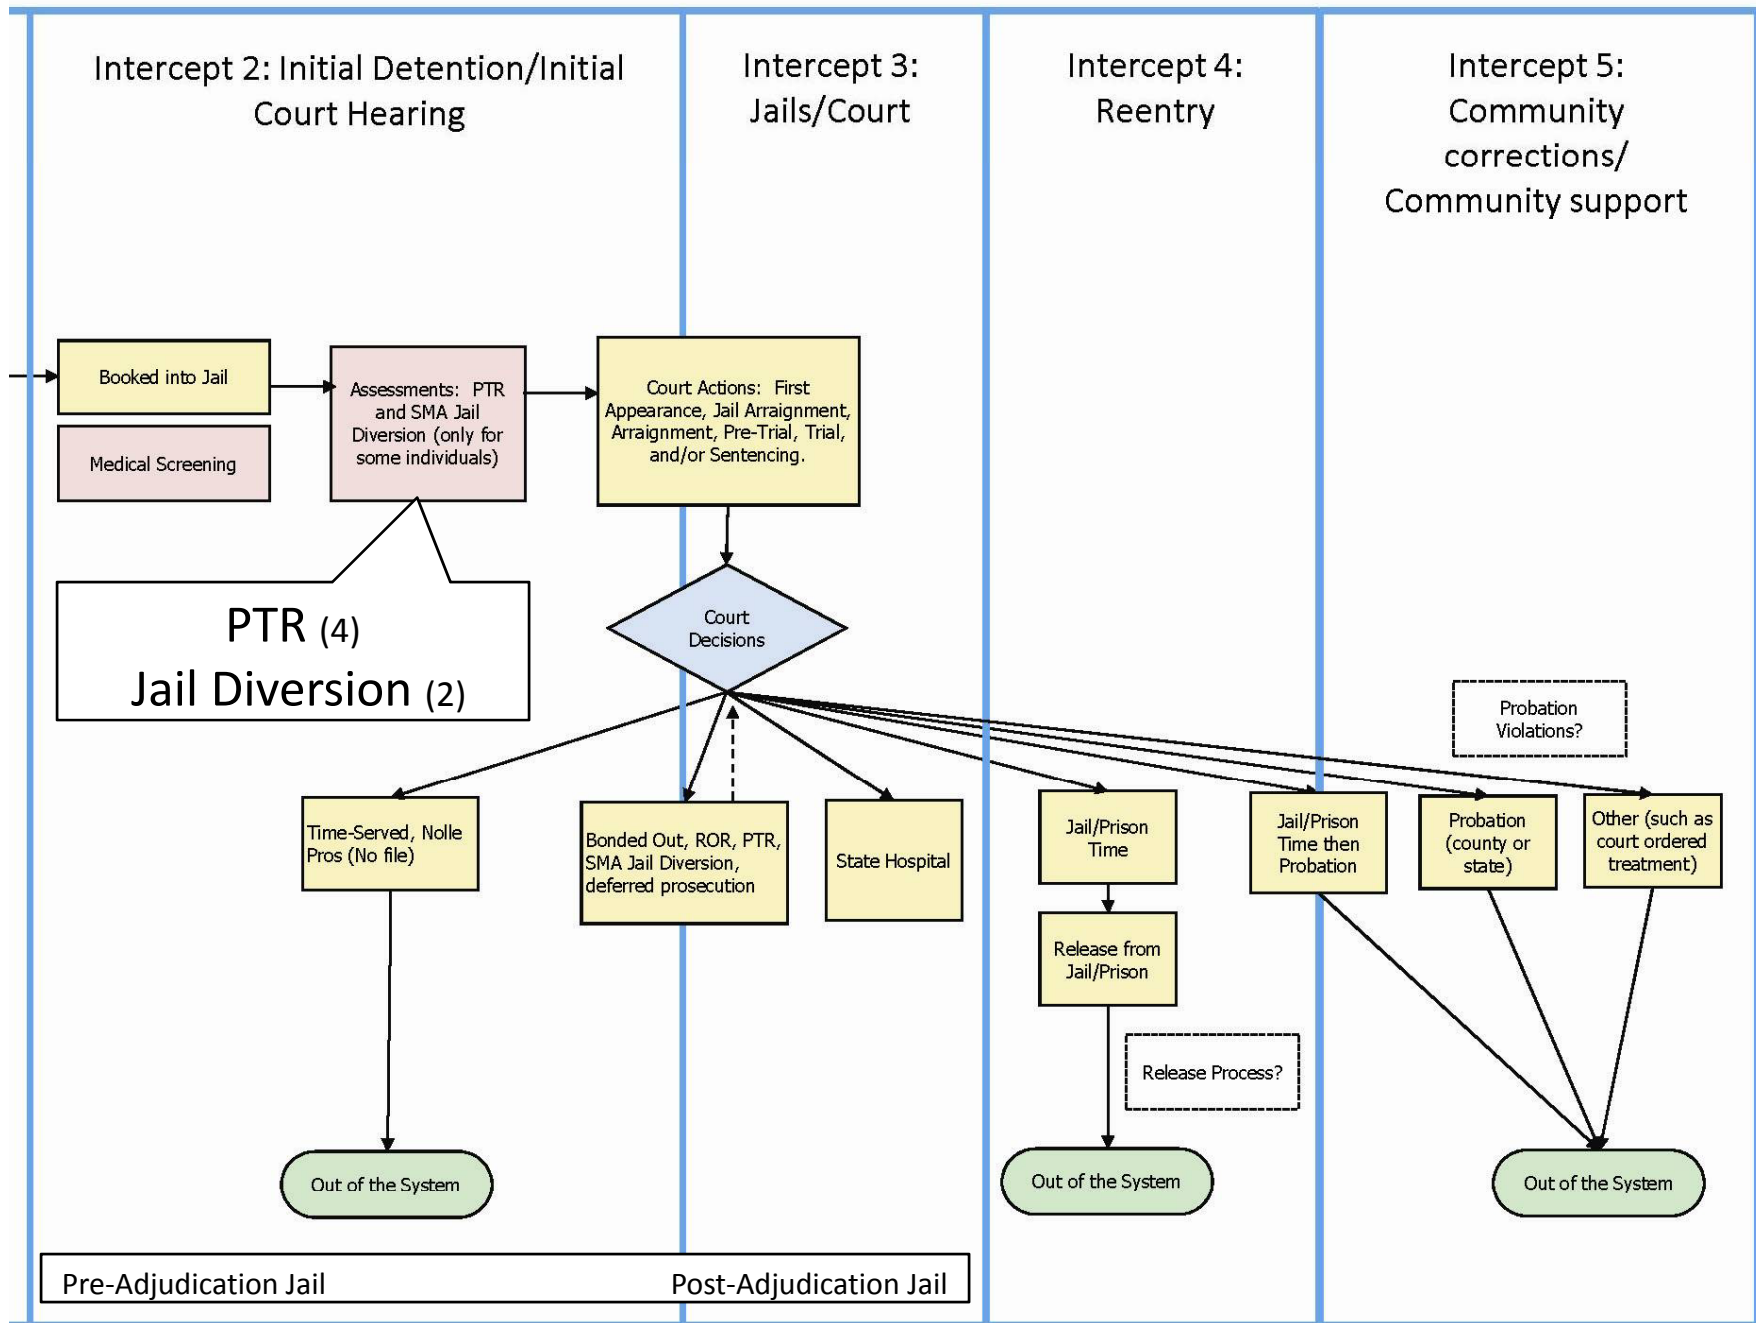 Intercept 2: Initial Detention/Initial
Court Hearing
Intercept 3:
Jails/Court
Intercept 4:
Reentry
Intercept 5:
Community
corrections/
Community support
Booked into Jail
Medical Screening
Assessments: PTR
and SMA Jail
Diversion (only for
some individuals)
Court Actions: First
Appearance, Jail Arraignment,
Arraignment, Pre-Trial, Trial,
and/or Sentencing.
PTR (4)
Jail Diversion (2)
Court
Decisions
Probation
Violations?
Time-Served, Nolle
Pros (No file)
Bonded Out, ROR, PTR,
SMA Jail Diversion,
deferred prosecution
State Hospital
Jail/Prison
Time
Jail/Prison
Time then
Probation
Probation
(county or
state)
Other (such as
court ordered
treatment)
Release from
Jail/Prison
Release Process?
Out of the System
Out of the System
Out of the System
Pre-Adjudication Jail
Post-Adjudication Jail